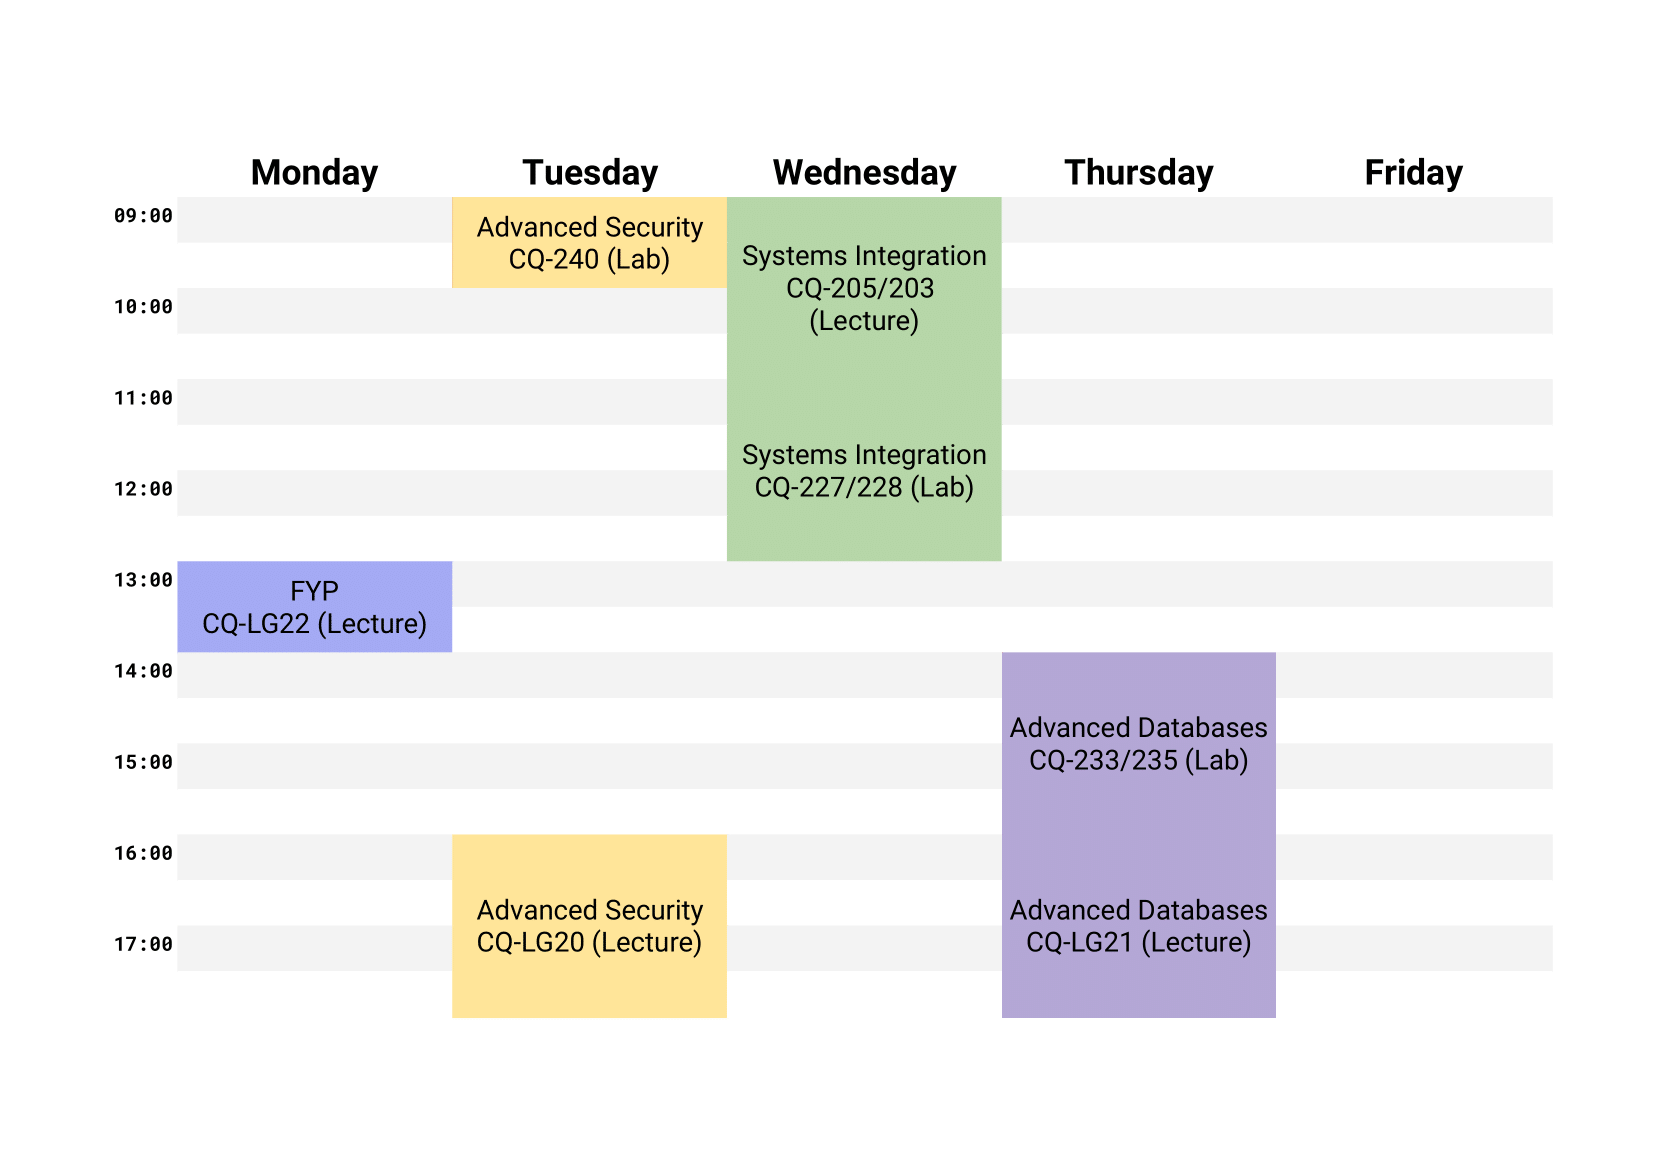 Monday
Tuesday
Wednesday
Thursday
Friday
09:00
Advanced Security
CQ-240 (Lab)
Systems Integration
CQ-205/203
(Lecture)
10:00
11:00
Systems Integration
CQ-227/228 (Lab)
12:00
13:00
FYP
CQ-LG22 (Lecture)
14:00
Advanced Databases
CQ-233/235 (Lab)
15:00
16:00
Advanced Security
CQ-LG20 (Lecture)
Advanced Databases
CQ-LG21 (Lecture)
17:00